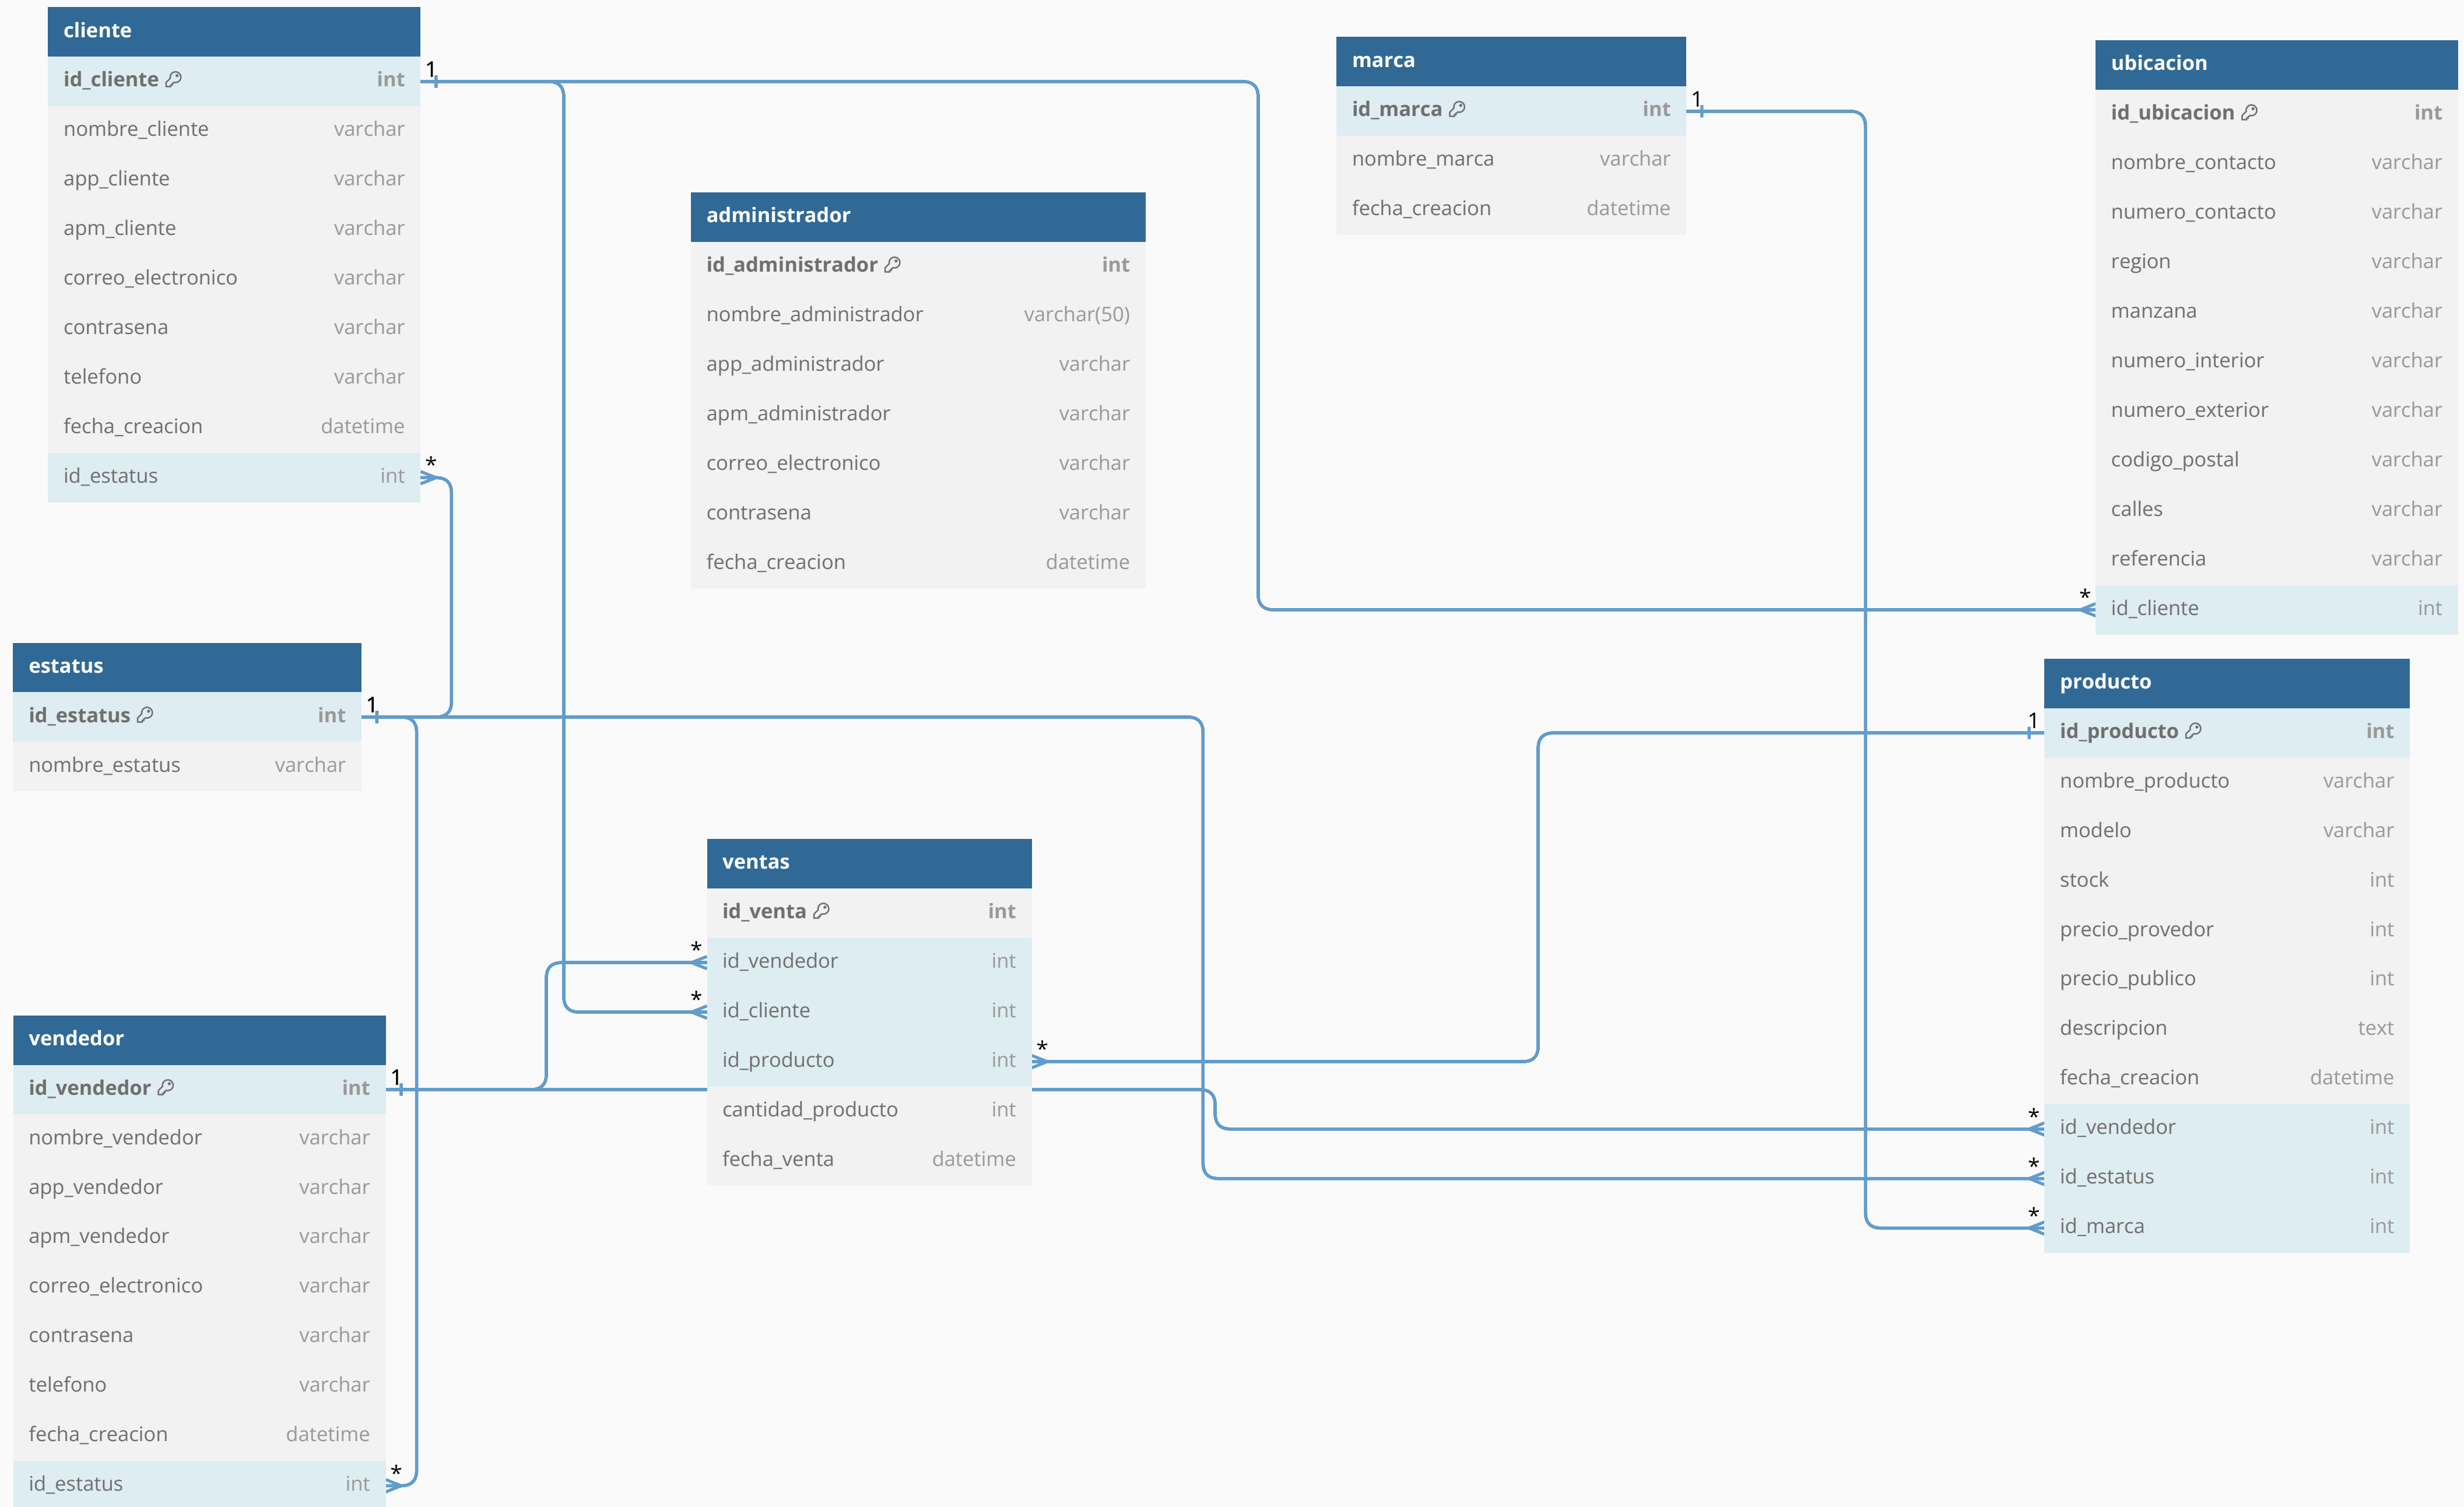 cliente
id_cliente int
nombre_cliente varchar
app_cliente varchar
apm_cliente varchar
correo_electronico varchar
contrasena varchar
telefono varchar
fecha_creacion datetime
id_estatus int
1
*
administrador
id_administrador int
nombre_administrador varchar(50)
app_administrador varchar
apm_administrador varchar
correo_electronico varchar
contrasena varchar
fecha_creacion datetime
marca
id_marca int
nombre_marca varchar
fecha_creacion datetime
1
ubicacion
id_ubicacion int
nombre_contacto varchar
numero_contacto varchar
region varchar
manzana varchar
numero_interior varchar
numero_exterior varchar
codigo_postal varchar
calles varchar
referencia varchar
* id_cliente int
estatus
id_estatus int
nombre_estatus varchar
1
ventas
id_venta int
* id_vendedor int
* id_cliente int
id_producto int *
cantidad_producto int
fecha_venta datetime
producto
1 id_producto int
nombre_producto varchar
modelo varchar
stock int
precio_provedor int
precio_publico int
descripcion text
fecha_creacion datetime
* id_vendedor int
* id_estatus int
* id_marca int
vendedor
id_vendedor int 1
nombre_vendedor varchar
app_vendedor varchar
apm_vendedor varchar
correo_electronico varchar
contrasena varchar
telefono varchar
fecha_creacion datetime
id_estatus int *